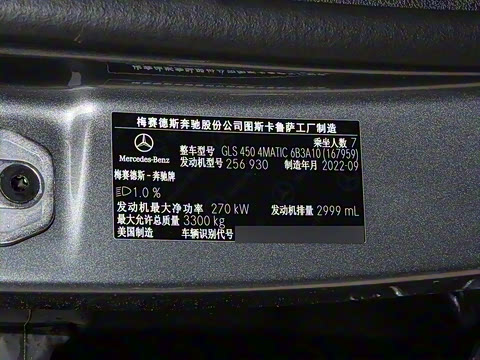 梅赛德斯奔驰股份公司图斯卡鲁萨工厂制造
乘坐人数 7
整车型号 GLS 450 4MATIC 6B3A10 (167959)
Mercedes-Benz 发动机型号 256 930 制造年月 2022-09
梅赛德斯-奔驰牌
1.0 %
发动机最大净功率 270 kW 发动机排量 2999 mL
最大允许总质量 3300 kg
美国制造 车辆识别代号